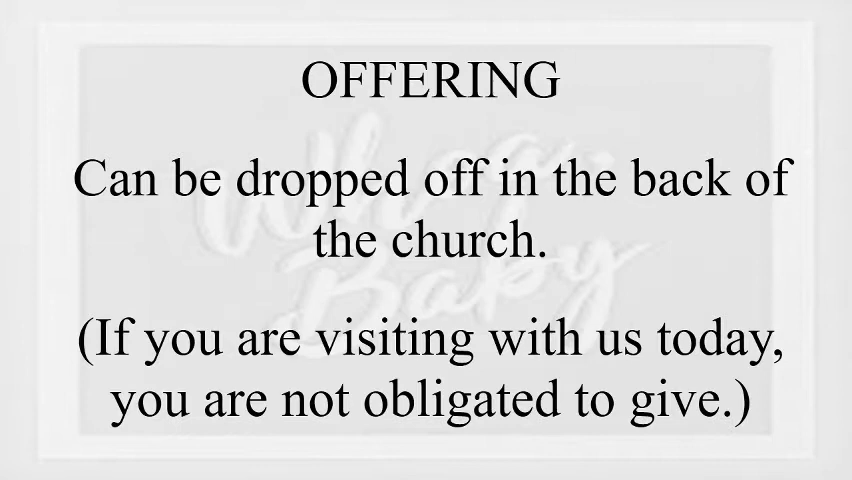 OFFERING
Can be dropped off in the back of
the church.
(If you are visiting with us today,
you are not obligated to give.)
Baby